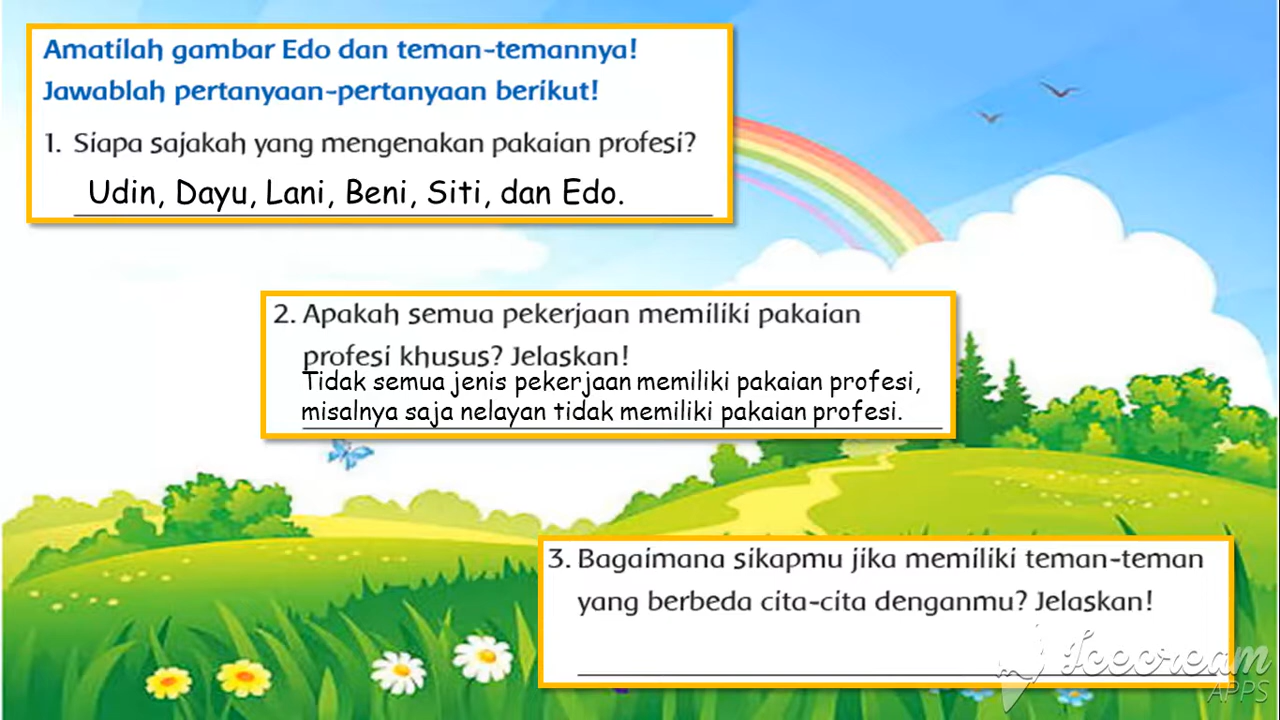 Amatilah gambar Edo dan teman-temannya!
Jawablah pertanyaan-pertanyaan berikut!
1. Siapa sajakah yang mengenakan pakaian profesi?
Udin, Dayu, Lani, Beni, Siti, dan Edo.
2. Apakah semua pekerjaan memiliki pakaian
profesi khusus? Jelaskan!
Tidak semua jenis pekerjaan memiliki pakaian profesi,
misalnya saja nelayan tidak memiliki pakaian profesi.
3. Bagaimana sikapmu jika memiliki teman-teman
yang berbeda cita-cita denganmu? Jelaskan!
Icecream
APPS